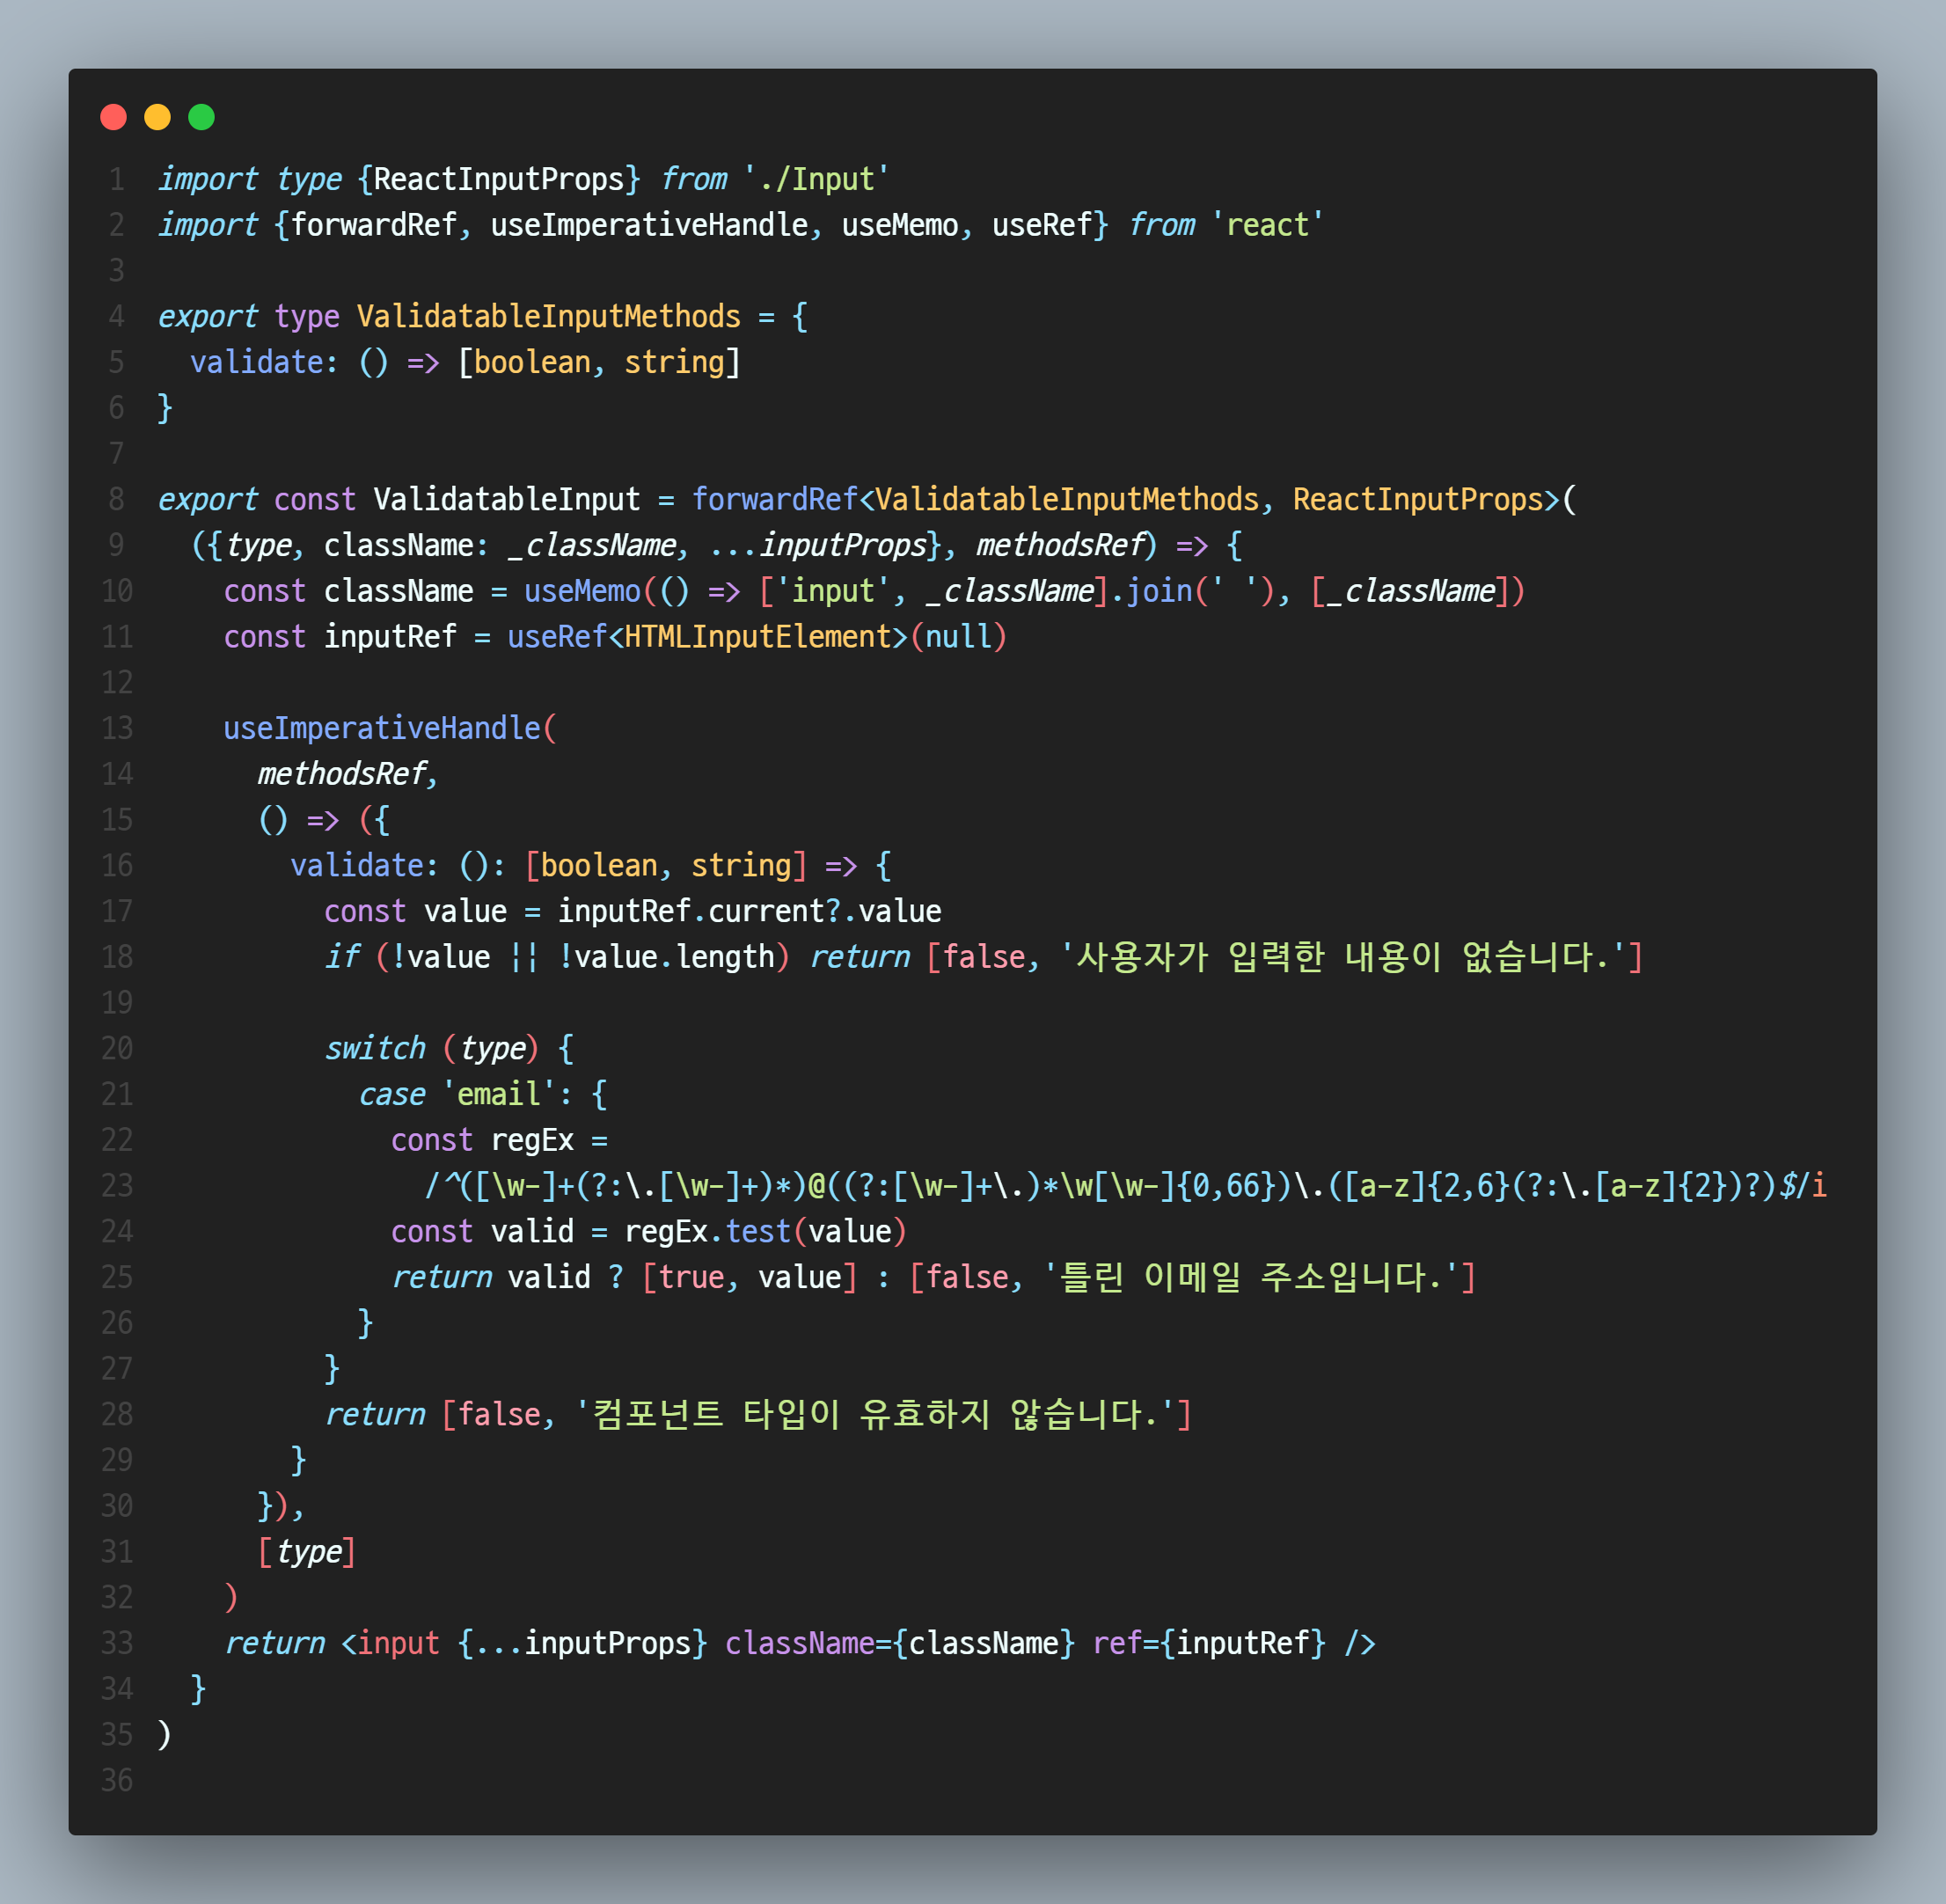 1 import type {ReactInputProps} from './Input'
2 import {forwardRef, useImperativeHandle, useMemo, useRef} from 'react'
3
4 export type ValidatableInputMethods = {
5   validate: () => [boolean, string]
6 }
7
8 export const ValidatableInput = forwardRef<ValidatableInputMethods, ReactInputProps>(
9   ({type, className: _className, ...inputProps}, methodsRef) => {
10     const className = useMemo(() => ['input', _className].join(' '), [_className])
11     const inputRef = useRef<HTMLInputElement>(null)
12
13     useImperativeHandle(
14       methodsRef,
15       () => ({
16         validate: (): [boolean, string] => {
17           const value = inputRef.current?.value
18           if (!value || !value.length) return [false, '사용자가 입력한 내용이 없습니다.']
19
20           switch (type) {
21             case 'email': {
22               const regEx =
23                 /^([\w-]+(?:\.[\w-]+)*)@((?:[\w-]+\.)*\w[\w-]{0,66})\.([a-z]{2,6}(?:\.[a-z]{2})?)$/i
24               const valid = regEx.test(value)
25               return valid ? [true, value] : [false, '틀린 이메일 주소입니다.']
26             }
27           }
28           return [false, '컴포넌트 타입이 유효하지 않습니다.']
29         }
30       }),
31       [type]
32     )
33     return <input {...inputProps} className={className} ref={inputRef} />
34   }
35 )
36